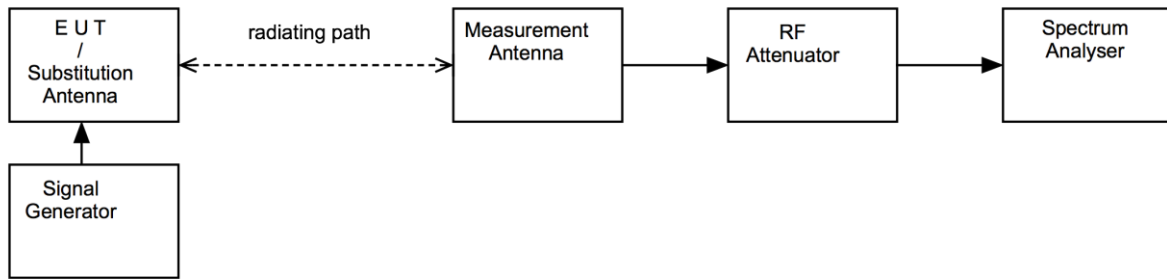 E U T
/
Substitution
Antenna
radiating path
Measurement
Antenna
RF
Attenuator
Spectrum
Analyser
Signal
Generator